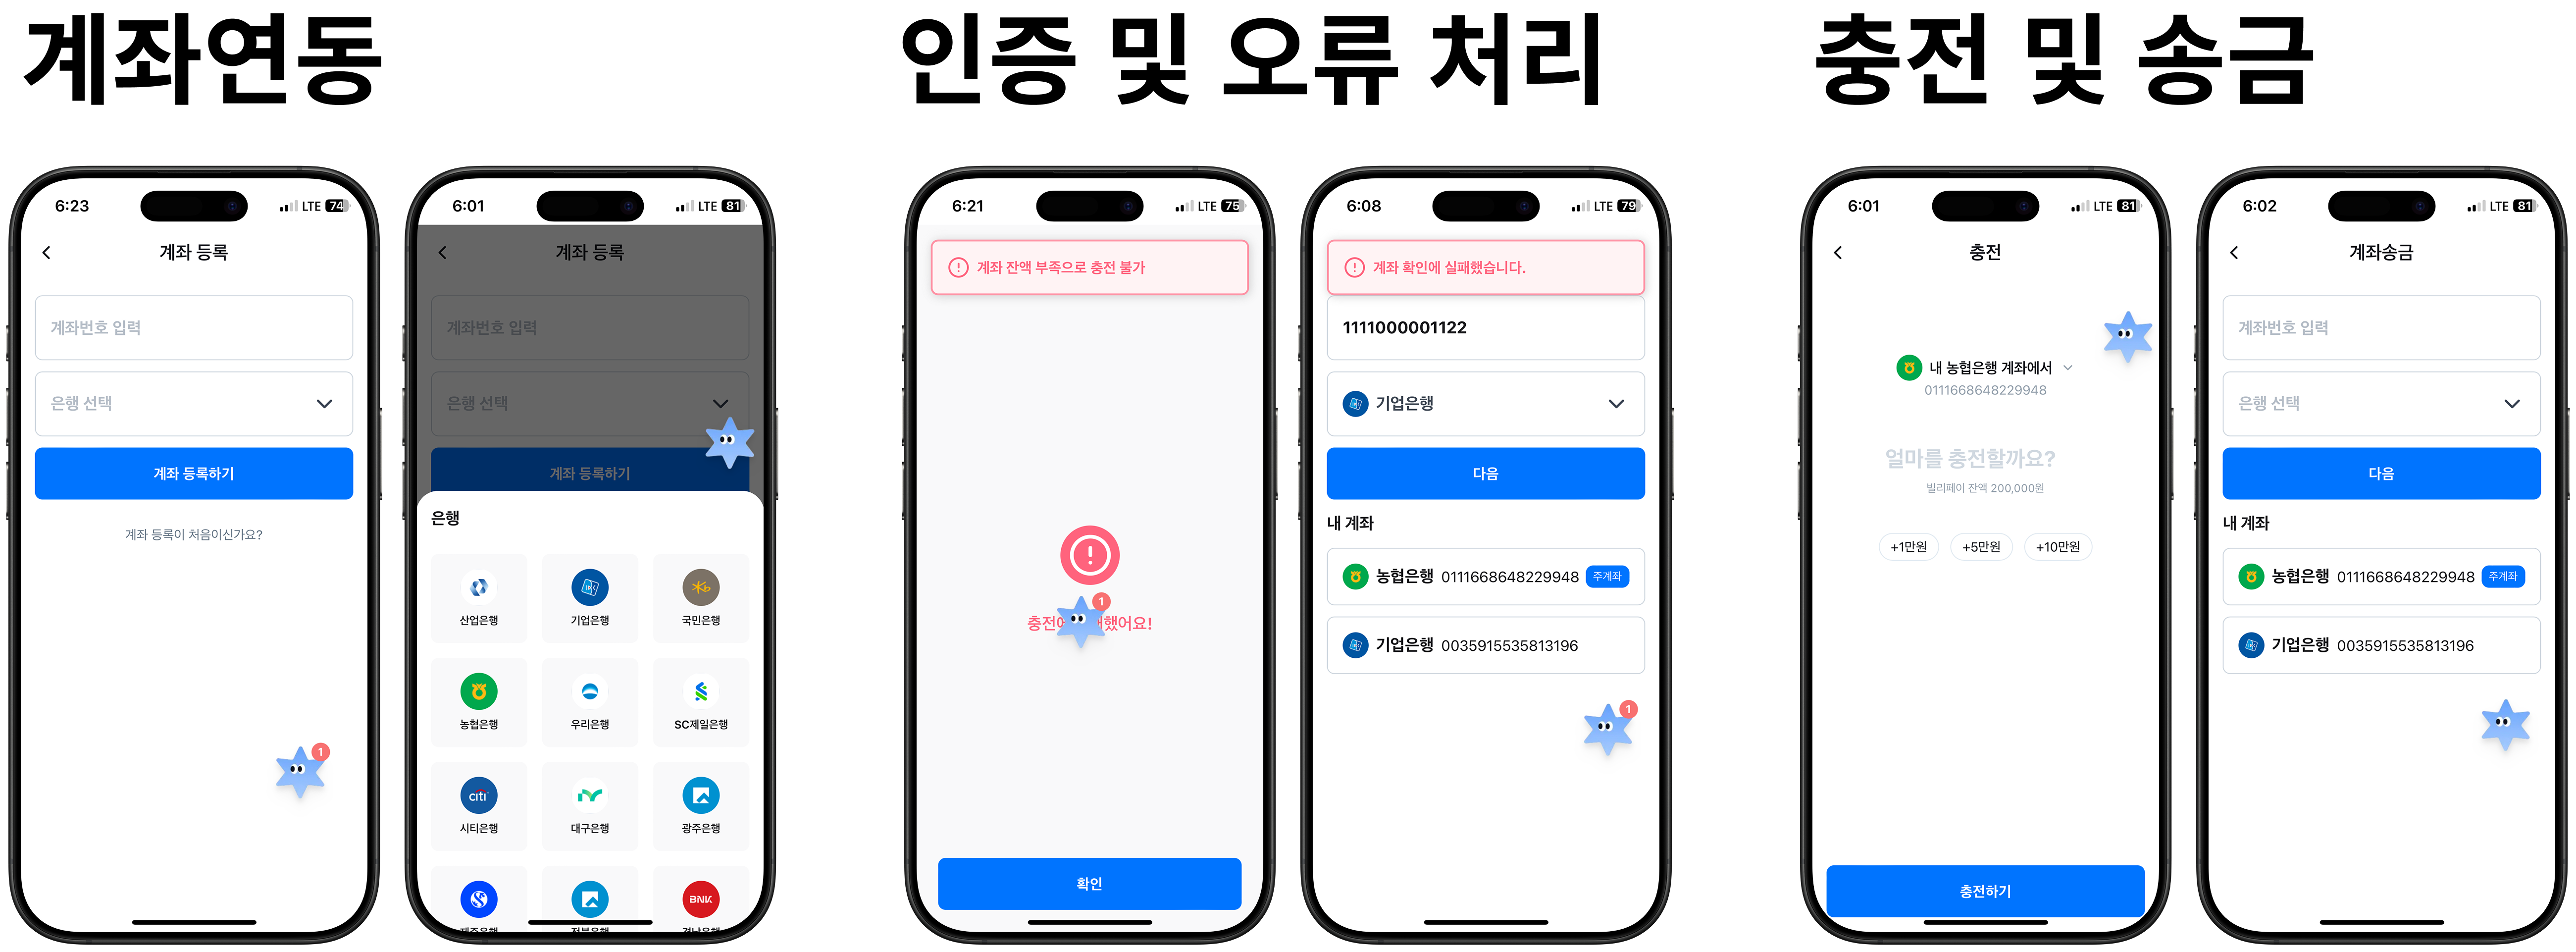 계좌연동
6:23
LTE 74
계좌 등록
계좌번호 입력
은행 선택
계좌 등록하기
계좌 등록이 처음이신가요?
1
6:01
LTE 81
계좌 등록
계좌번호 입력
은행 선택
계좌 등록하기
은행
산업은행 기업은행 국민은행
농협은행 우리은행 SC제일은행
citi
시티은행 대구은행 광주은행
BNK
제주은행 전북은행 경남은행
인증 및 오류 처리
6:21
LTE 75
계좌 잔액 부족으로 충전 불가
1
충전에 했어요!
확인
6:08
LTE 79
계좌 확인에 실패했습니다.
1111000001122
기업은행
다음
내 계좌
농협은행 0111668648229948 주계좌
기업은행 0035915535813196
1
충전 및 송금
6:01
LTE 81
충전
내 농협은행 계좌에서
0111668648229948
얼마를 충전할까요?
빌리페이 잔액 200,000원
+1만원 +5만원 +10만원
충전하기
6:02
LTE 81
계좌송금
계좌번호 입력
은행 선택
다음
내 계좌
농협은행 0111668648229948 주계좌
기업은행 0035915535813196